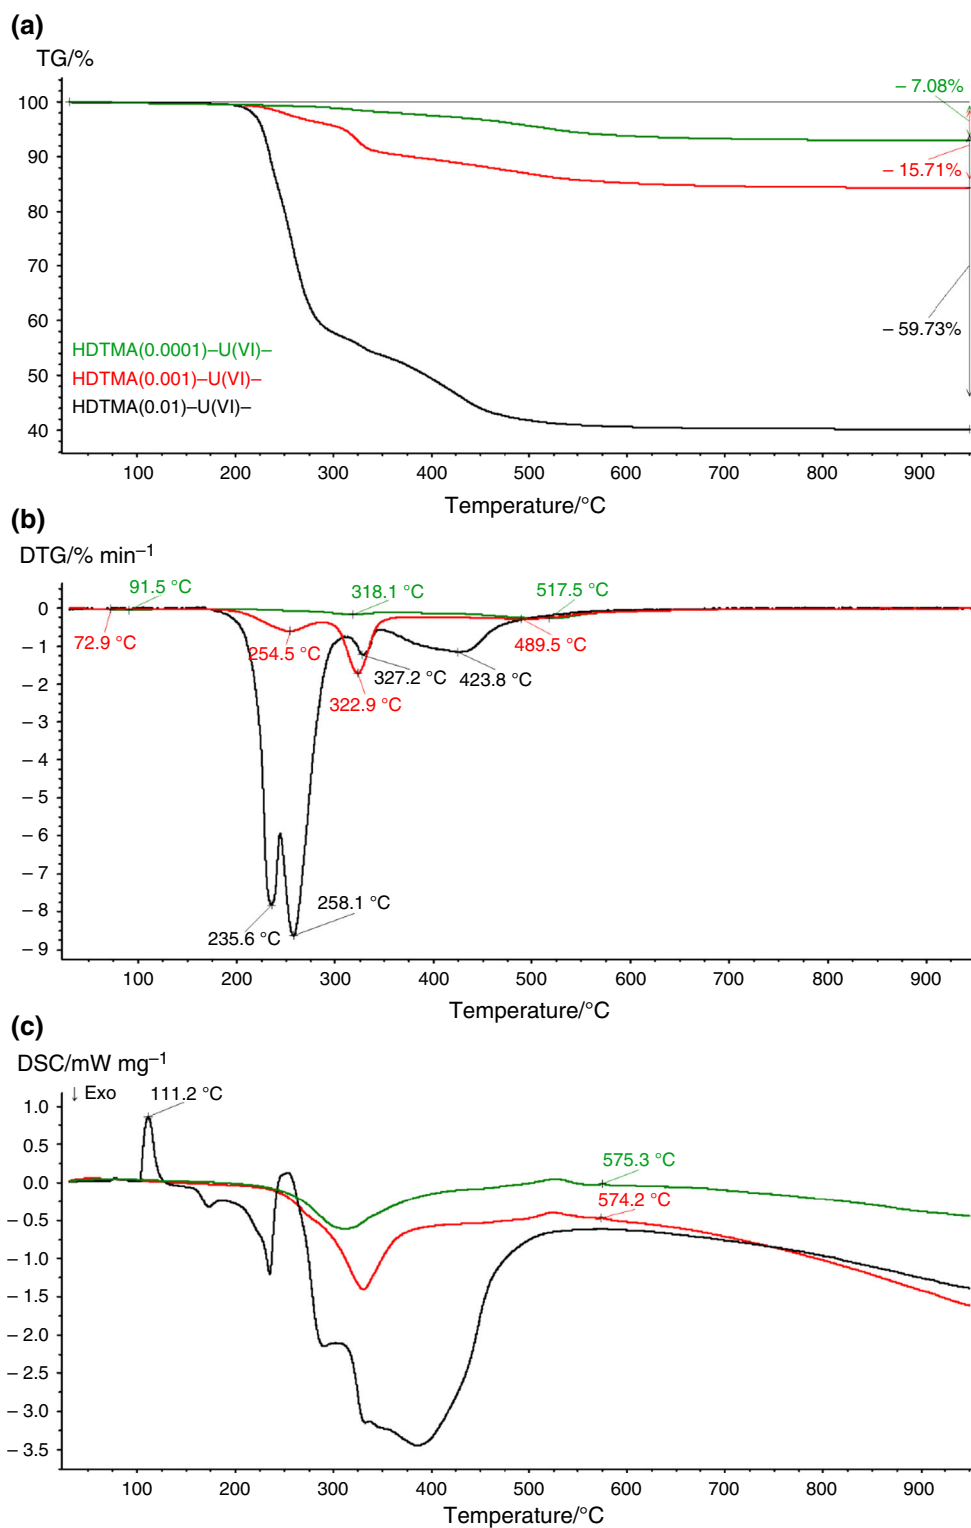 (a)
TG/%
100
90
80
70
60
50
40
– 7.08%
– 15.71%
– 59.73%
HDTMA(0.0001)–U(VI)–
HDTMA(0.001)–U(VI)–
HDTMA(0.01)–U(VI)–
100 200 300 400 500 600 700 800 900
Temperature/°C
(b)
DTG/% min–1
0
– 1
– 2
– 3
– 4
– 5
– 6
– 7
– 8
– 9
91.5 °C
318.1 °C
517.5 °C
72.9 °C
254.5 °C
489.5 °C
327.2 °C
423.8 °C
322.9 °C
258.1 °C
235.6 °C
100 200 300 400 500 600 700 800 900
Temperature/°C
(c)
DSC/mW mg–1
↓ Exo
111.2 °C
1.0
0.5
0.0
– 0.5
– 1.0
– 1.5
– 2.0
– 2.5
– 3.0
– 3.5
575.3 °C
574.2 °C
100 200 300 400 500 600 700 800 900
Temperature/°C